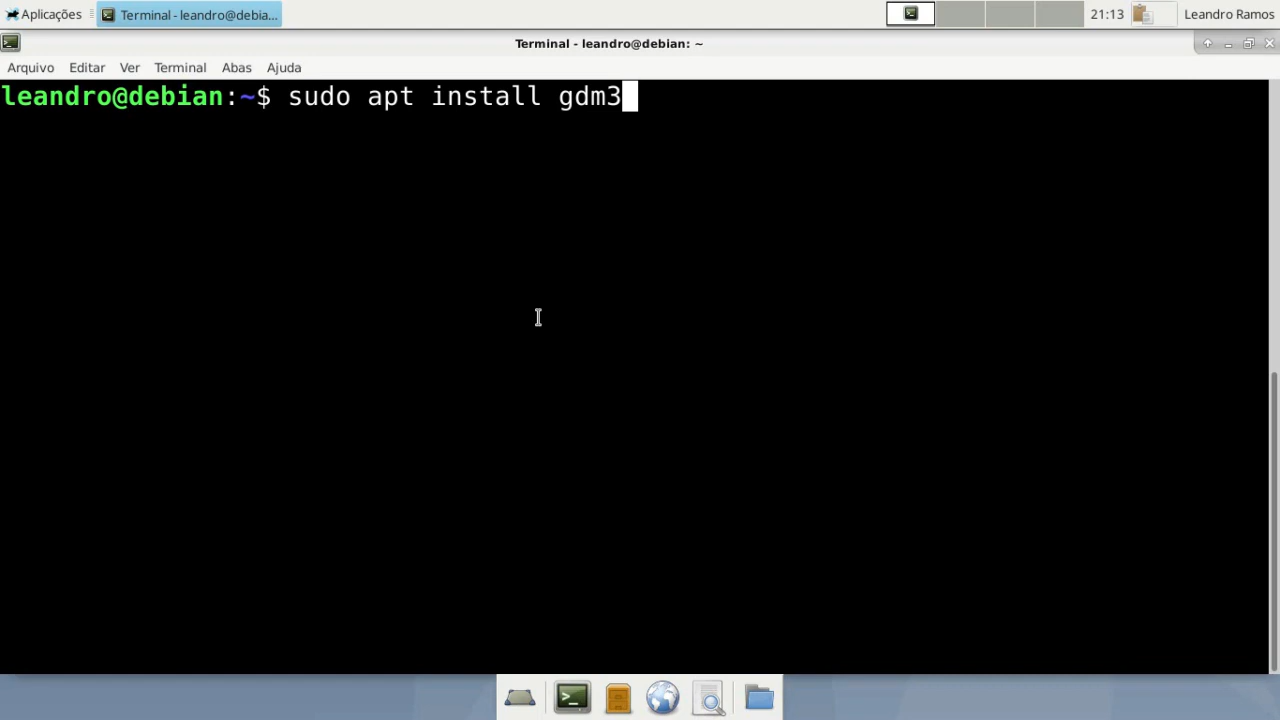 Aplicações Terminal - leandro@debia... 21:13 Leandro Ramos
Terminal - leandro@debian: ~
Arquivo Editar Ver Terminal Abas Ajuda
leandro@debian:~$ sudo apt install gdm3